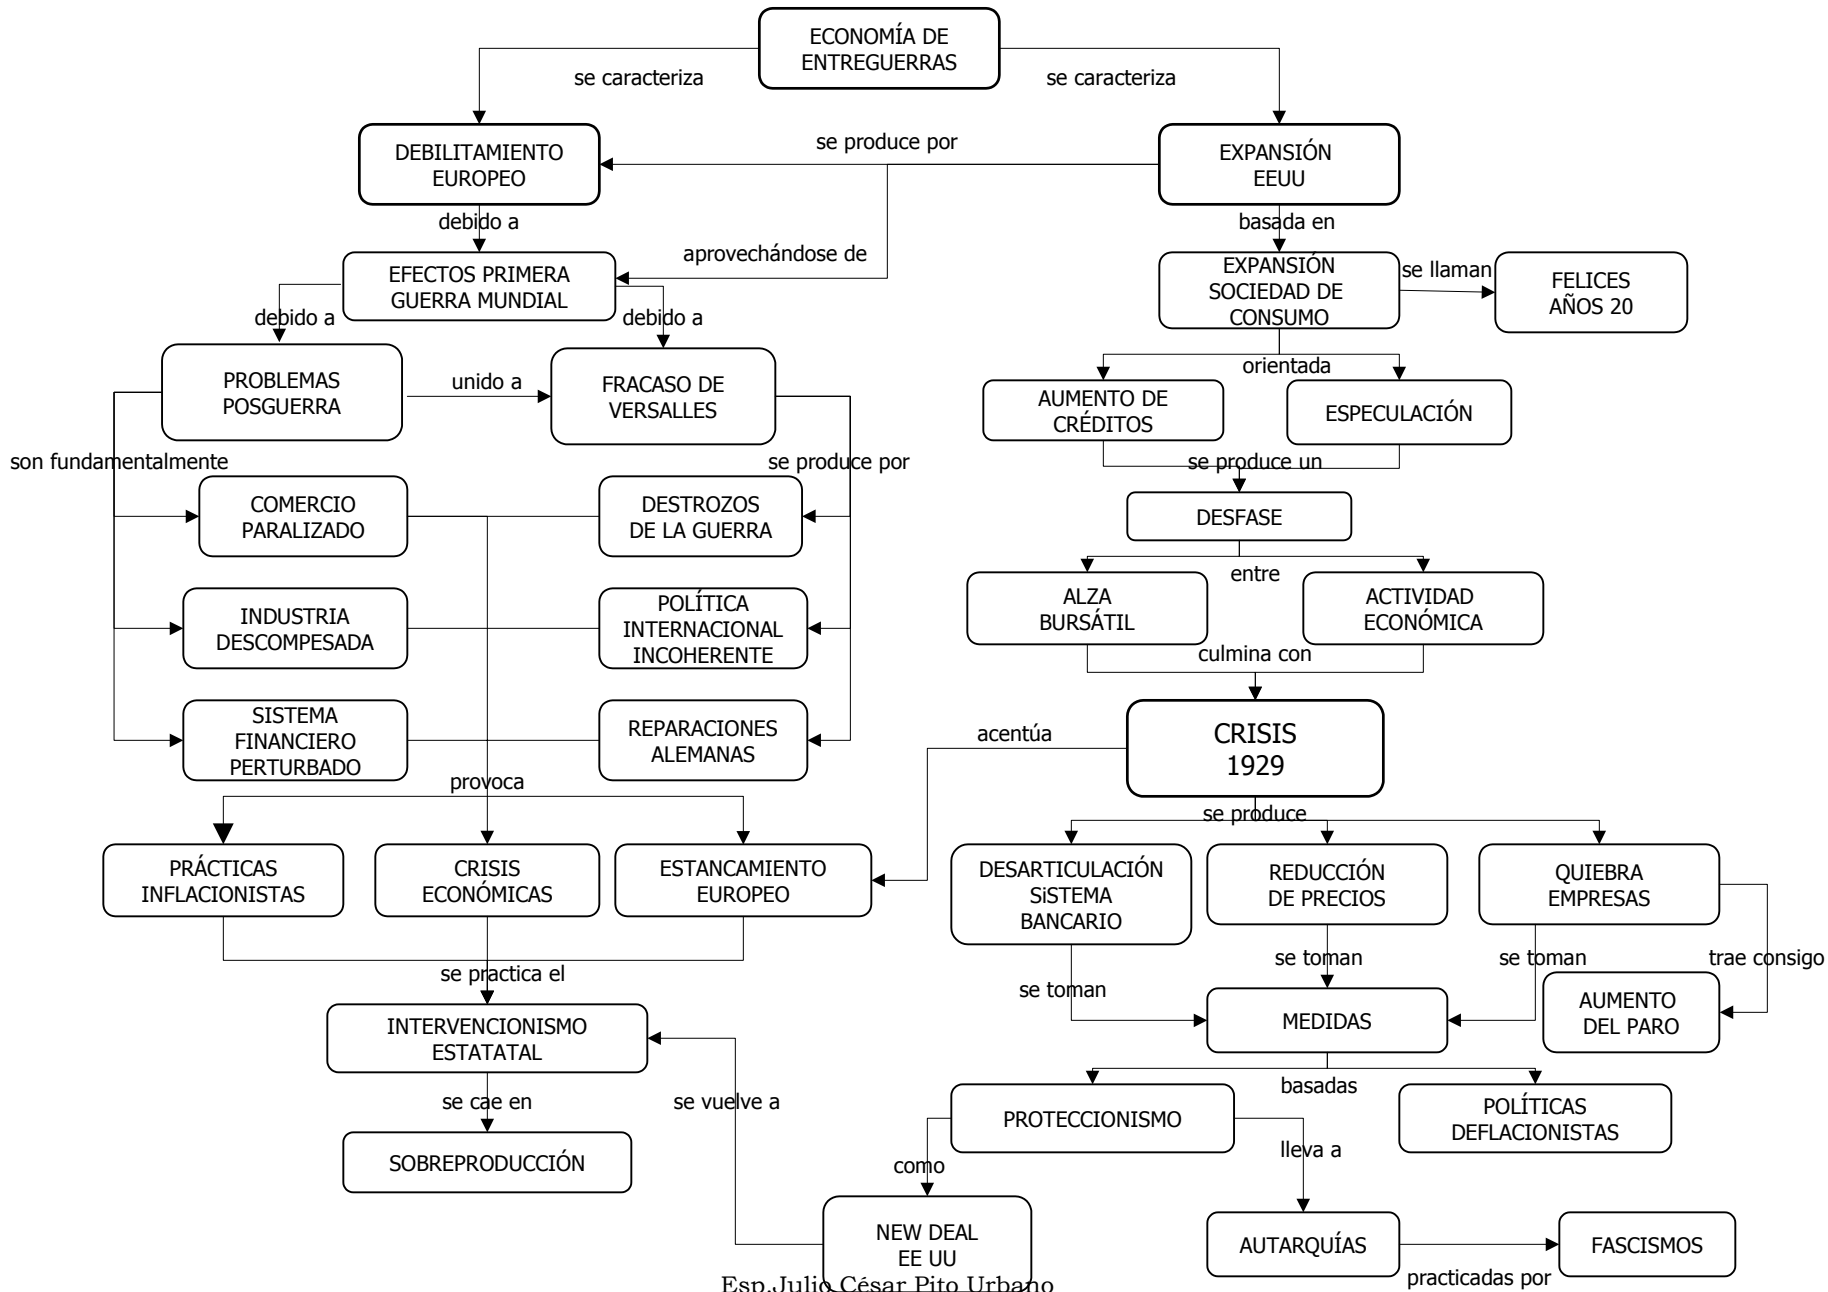 ECONOMÍA DE
ENTREGUERRAS
se caracteriza
se caracteriza
DEBILITAMIENTO
EUROPEO
se produce por
EXPANSIÓN
EEUU
debido a
basada en
aprovechándose de
EFECTOS PRIMERA
GUERRA MUNDIAL
EXPANSIÓN
SOCIEDAD DE
CONSUMO
se llaman
FELICES
AÑOS 20
debido a
debido a
orientada
PROBLEMAS
POSGUERRA
unido a
FRACASO DE
VERSALLES
AUMENTO DE
CRÉDITOS
ESPECULACIÓN
son fundamentalmente
se produce por
se produce un
COMERCIO
PARALIZADO
DESTROZOS
DE LA GUERRA
DESFASE
entre
INDUSTRIA
DESCOMPESADA
POLÍTICA
INTERNACIONAL
INCOHERENTE
ALZA
BURSÁTIL
ACTIVIDAD
ECONÓMICA
culmina con
SISTEMA
FINANCIERO
PERTURBADO
REPARACIONES
ALEMANAS
acentúa
CRISIS
1929
provoca
se produce
PRÁCTICAS
INFLACIONISTAS
CRISIS
ECONÓMICAS
ESTANCAMIENTO
EUROPEO
DESARTICULACIÓN
SiSTEMA
BANCARIO
REDUCCIÓN
DE PRECIOS
QUIEBRA
EMPRESAS
se practica el
se toman
se toman
se toman
trae consigo
INTERVENCIONISMO
ESTATATAL
MEDIDAS
AUMENTO
DEL PARO
se cae en
se vuelve a
basadas
SOBREPRODUCCIÓN
PROTECCIONISMO
POLÍTICAS
DEFLACIONISTAS
como
lleva a
NEW DEAL
EE UU
AUTARQUÍAS
FASCISMOS
practicadas por
Esp.Julio César Pito Urbano